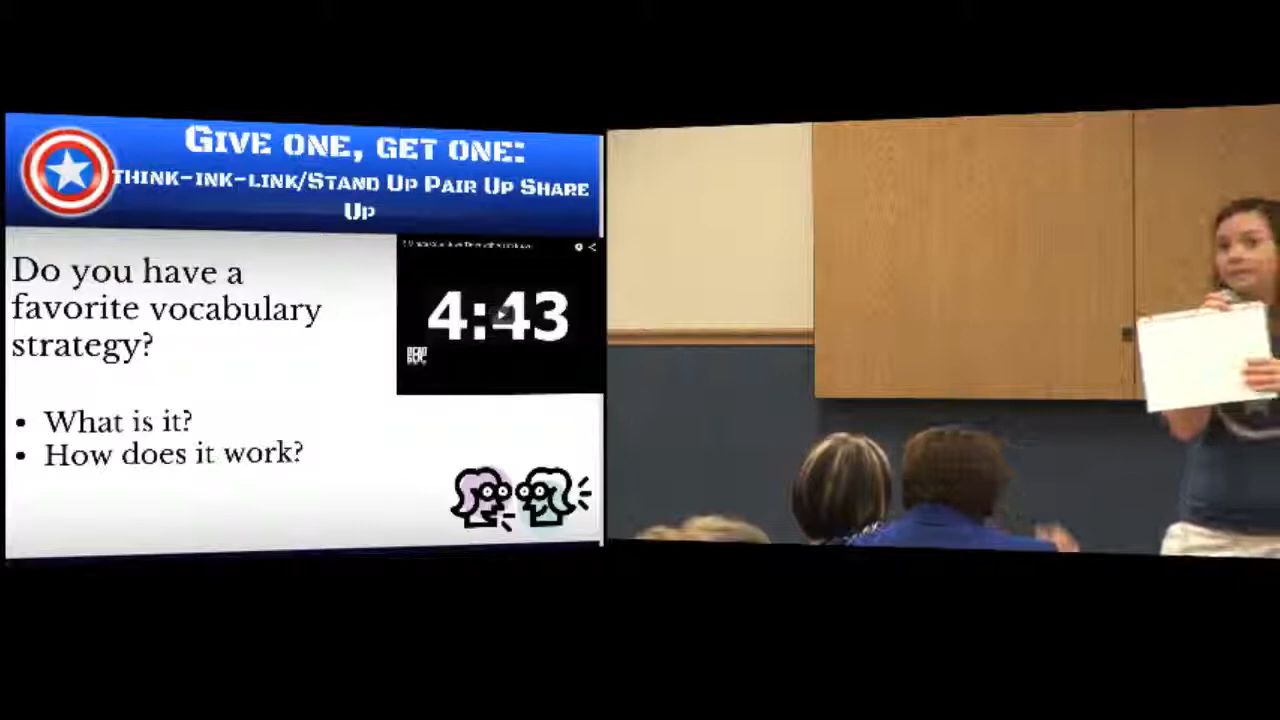 GIVE ONE, GET ONE:
THINK-INK-LINK/STAND UP PAIR UP SHARE
UP
Do you have a
favorite vocabulary
strategy?
4:43
• What is it?
• How does it work?